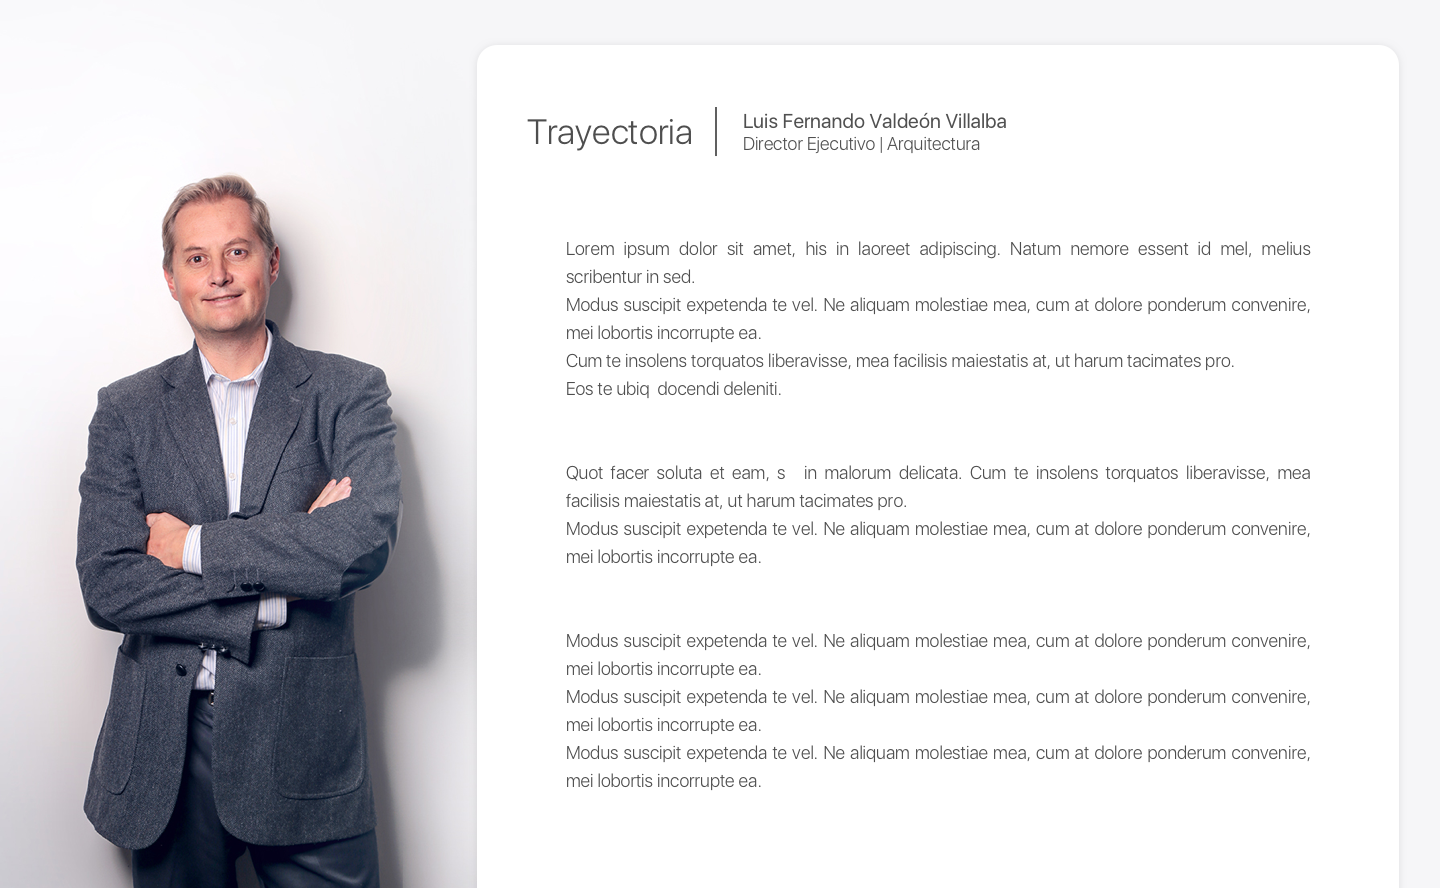 Trayectoria
Luis Fernando Valdeón Villalba
Director Ejecutivo | Arquitectura
Lorem ipsum dolor sit amet, his in laoreet adipiscing. Natum nemore essent id mel, melius
scribentur in sed.
Modus suscipit expetenda te vel. Ne aliquam molestiae mea, cum at dolore ponderum convenire,
mei lobortis incorrupte ea.
Cum te insolens torquatos liberavisse, mea facilisis maiestatis at, ut harum tacimates pro.
Eos te ubiq docendi deleniti.
Quot facer soluta et eam, s in malorum delicata. Cum te insolens torquatos liberavisse, mea
facilisis maiestatis at, ut harum tacimates pro.
Modus suscipit expetenda te vel. Ne aliquam molestiae mea, cum at dolore ponderum convenire,
mei lobortis incorrupte ea.
Modus suscipit expetenda te vel. Ne aliquam molestiae mea, cum at dolore ponderum convenire,
mei lobortis incorrupte ea.
Modus suscipit expetenda te vel. Ne aliquam molestiae mea, cum at dolore ponderum convenire,
mei lobortis incorrupte ea.
Modus suscipit expetenda te vel. Ne aliquam molestiae mea, cum at dolore ponderum convenire,
mei lobortis incorrupte ea.